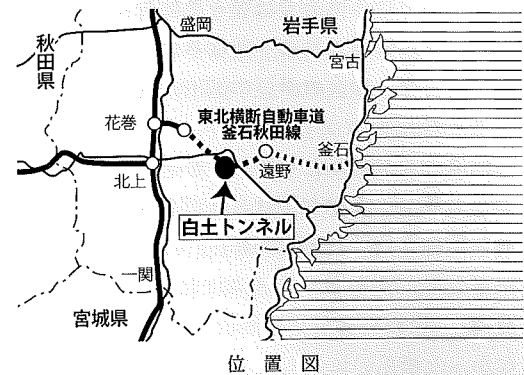 盛岡
岩手県
秋田県
宮古
花巻
東北横断自動車道
釜石秋田線
釜石
遠野
北上
白土トンネル
一関
宮城県
位置図